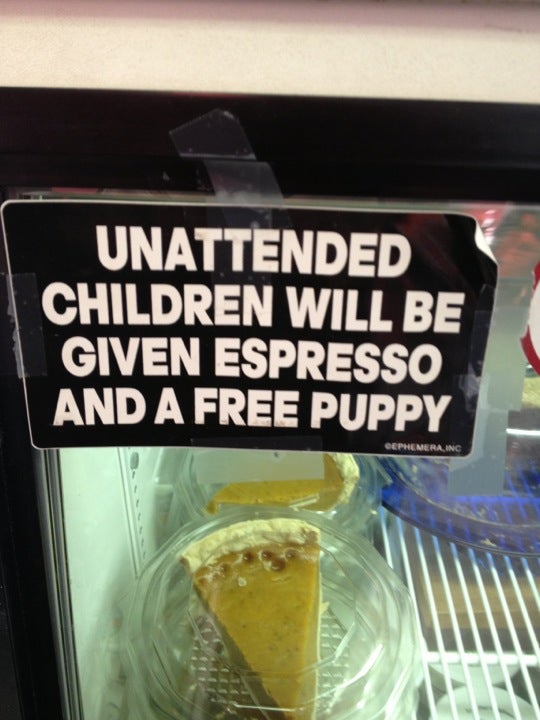 UNATTENDED
CHILDREN WILL BE
GIVEN ESPRESSO
AND A FREE PUPPY
©EPHEMERA, INC